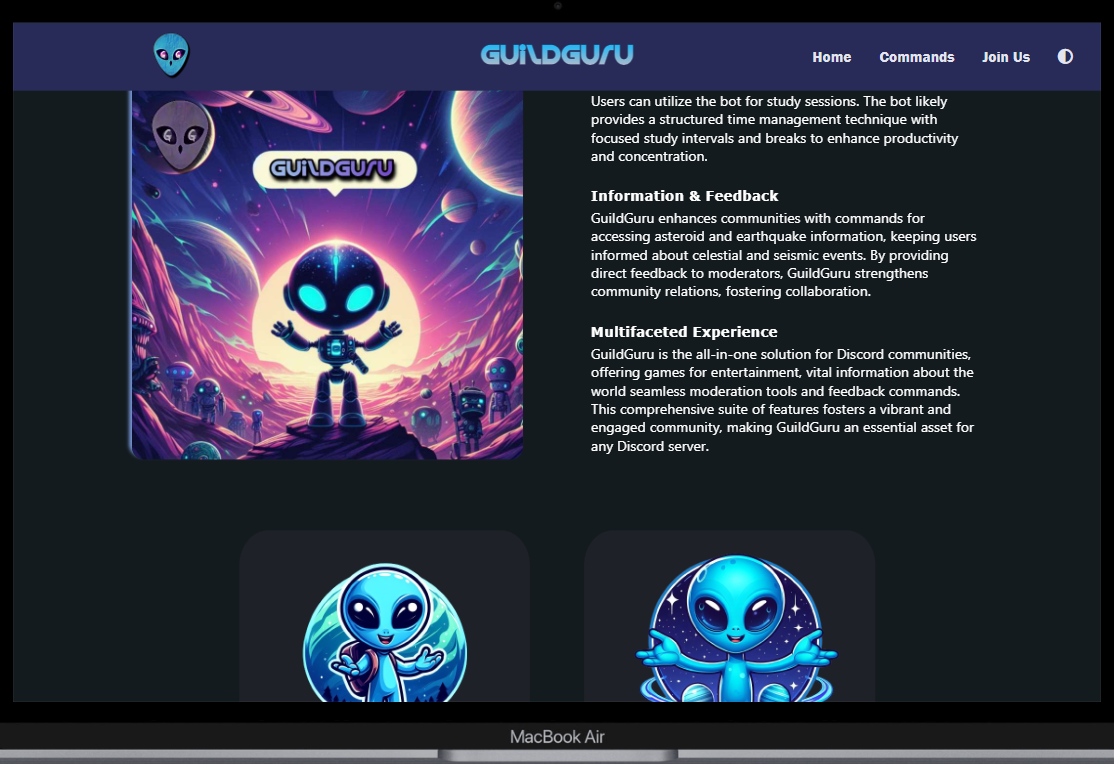 GUILDGURU
Home
Commands
Join Us
G G
GUILDGURU
Users can utilize the bot for study sessions. The bot likely
provides a structured time management technique with
focused study intervals and breaks to enhance productivity
and concentration.
Information & Feedback
GuildGuru enhances communities with commands for
accessing asteroid and earthquake information, keeping users
informed about celestial and seismic events. By providing
direct feedback to moderators, GuildGuru strengthens
community relations, fostering collaboration.
Multifaceted Experience
GuildGuru is the all-in-one solution for Discord communities,
offering games for entertainment, vital information about the
world seamless moderation tools and feedback commands.
This comprehensive suite of features fosters a vibrant and
engaged community, making GuildGuru an essential asset for
any Discord server.
MacBook Air